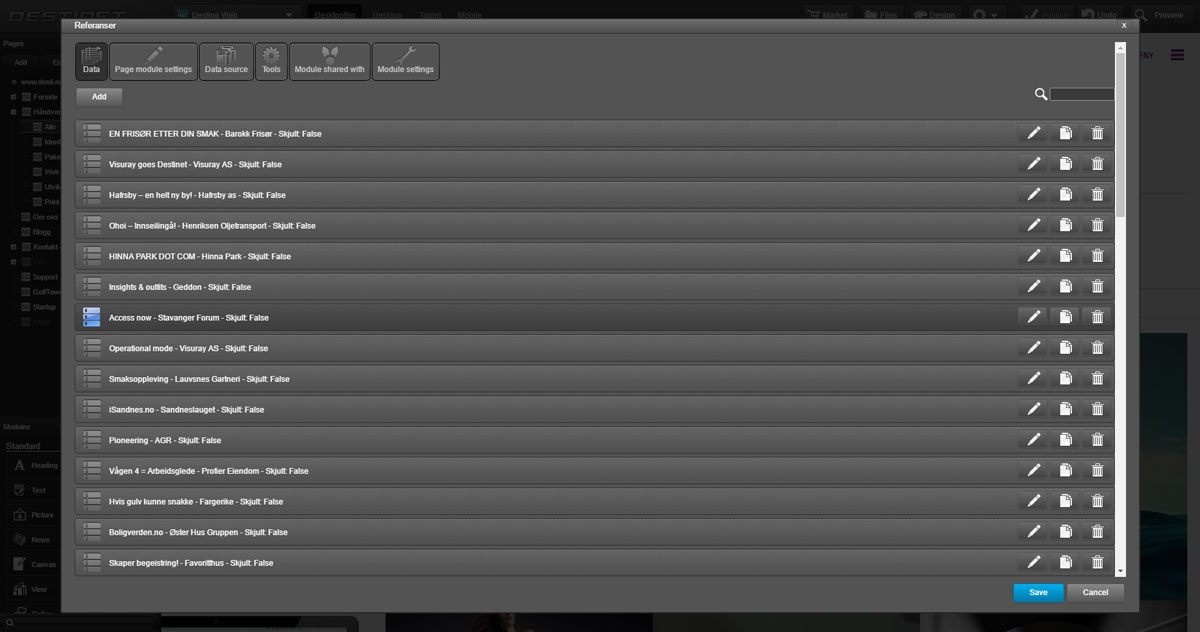 DESTINET
Destino Web
DesktopBig
Desktop
Tablet
Mobile
Market
Files
Design
Publish
Undo
Preview
Referanser
x
Pages
Add
Data
Page module settings
Data source
Tools
Module shared with
Module settings
Add
ENY
www.desti.n
Forside
Håndver
Alle
Ident
Pake
Web
Utvik
Print
Om oss
Blogg
Kontakt
Support
GolfTow
Startup
EN FRISØR ETTER DIN SMAK - Barokk Frisør - Skjult: False
Visuray goes Destinet - Visuray AS - Skjult: False
Hafrsby – en helt ny by! - Hafrsby as - Skjult: False
Ohoi – Innseilingå! - Henriksen Oljetransport - Skjult: False
HINNA PARK DOT COM - Hinna Park - Skjult: False
Insights & outfits - Geddon - Skjult: False
Access now - Stavanger Forum - Skjult: False
Operational mode - Visuray AS - Skjult: False
Smaksoppleving - Lauvsnes Gartneri - Skjult: False
iSandnes.no - Sandneslauget - Skjult: False
Pioneering - AGR - Skjult: False
Vågen 4 = Arbeidsglede - Profier Eiendom - Skjult: False
Hvis gulv kunne snakke - Fargerike - Skjult: False
Boligverden.no - Øster Hus Gruppen - Skjult: False
Skaper begeistring! - Favoritthus - Skjult: False
Modules
Standard
Heading
Text
Picture
News
Canvas
View
Save
Cancel